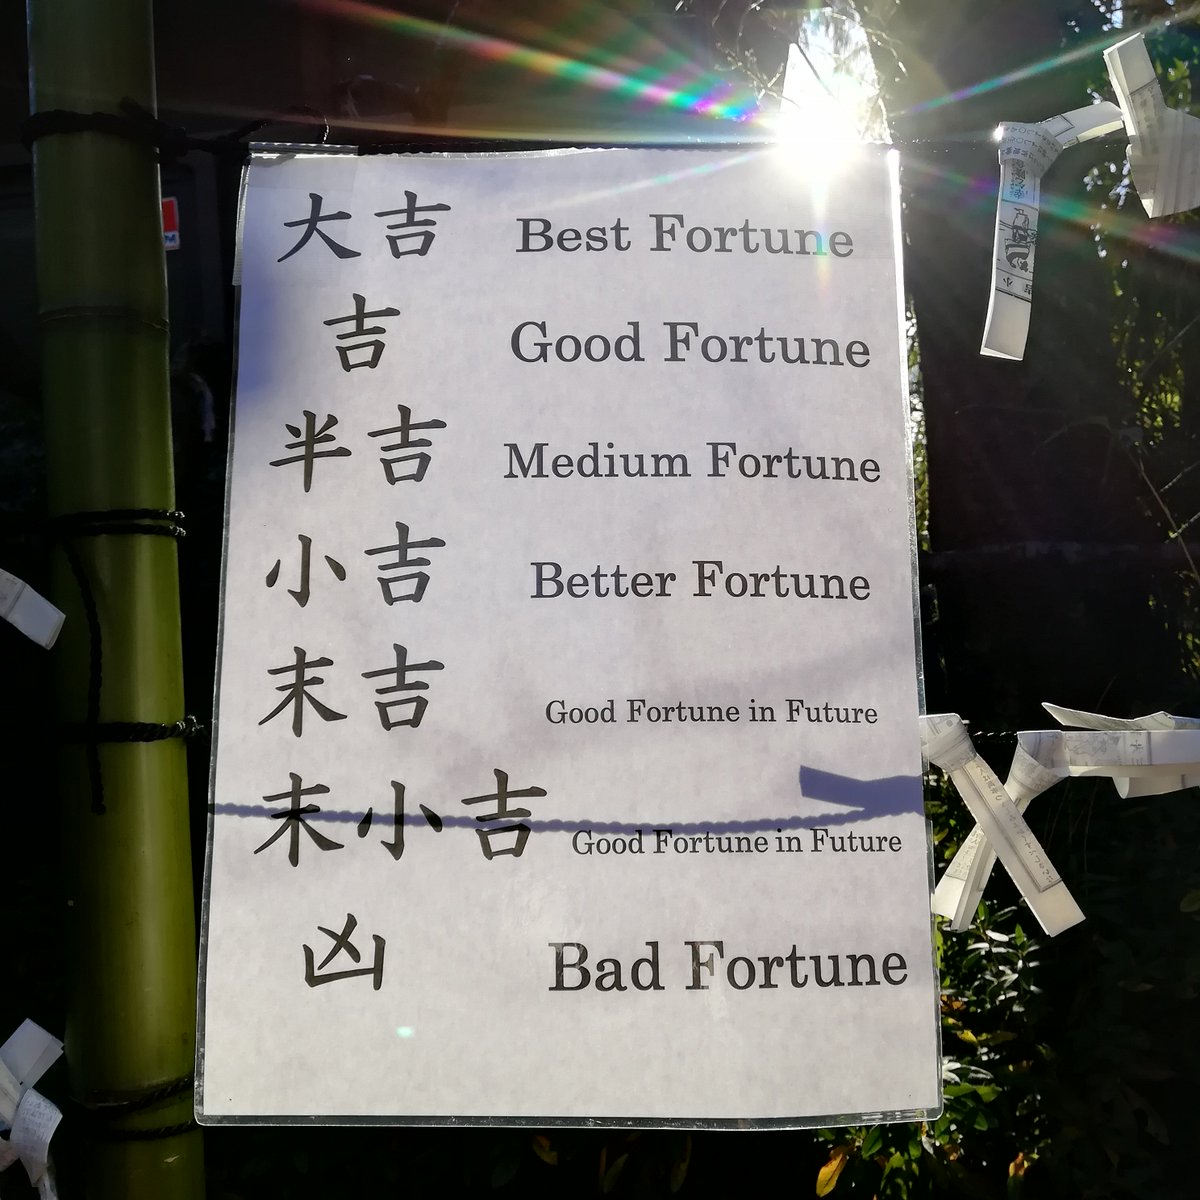 大吉 Best Fortune
吉 Good Fortune
半吉 Medium Fortune
小吉 Better Fortune
末吉 Good Fortune in Future
末小吉 Good Fortune in Future
凶 Bad Fortune